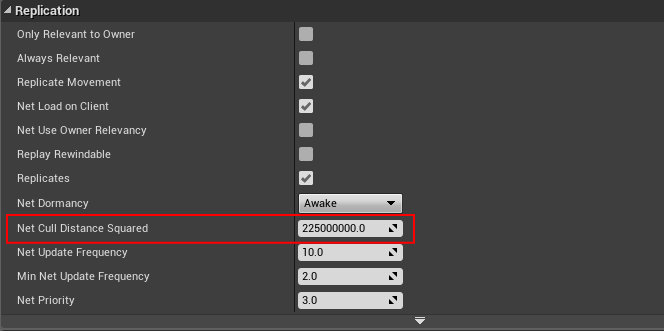 Replication
Only Relevant to Owner
Always Relevant
Replicate Movement
Net Load on Client
Net Use Owner Relevancy
Replay Rewindable
Replicates
Net Dormancy Awake
Net Cull Distance Squared 225000000.0
Net Update Frequency 10.0
Min Net Update Frequency 2.0
Net Priority 3.0